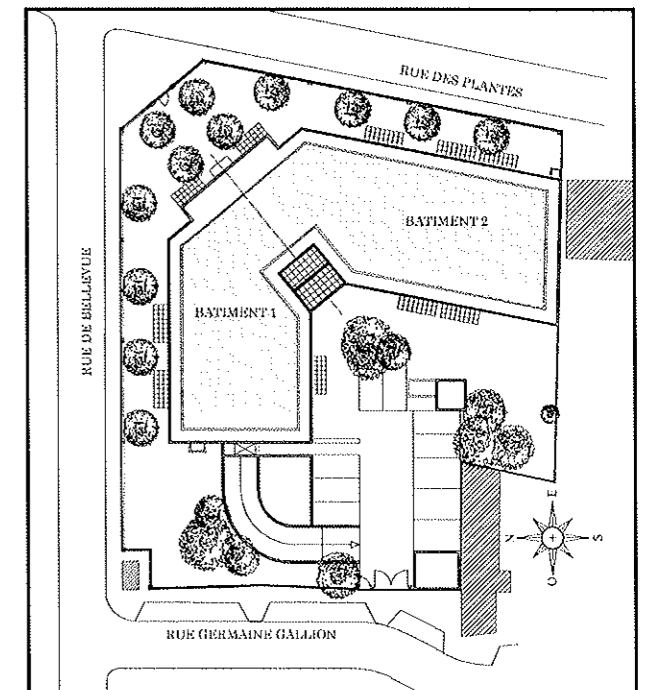 RUE DES PLANTES
BATIMENT 2
RUE DE BELLEVUE
BATIMENT 1
E
N
S
O
RUE GERMAINE GALLION